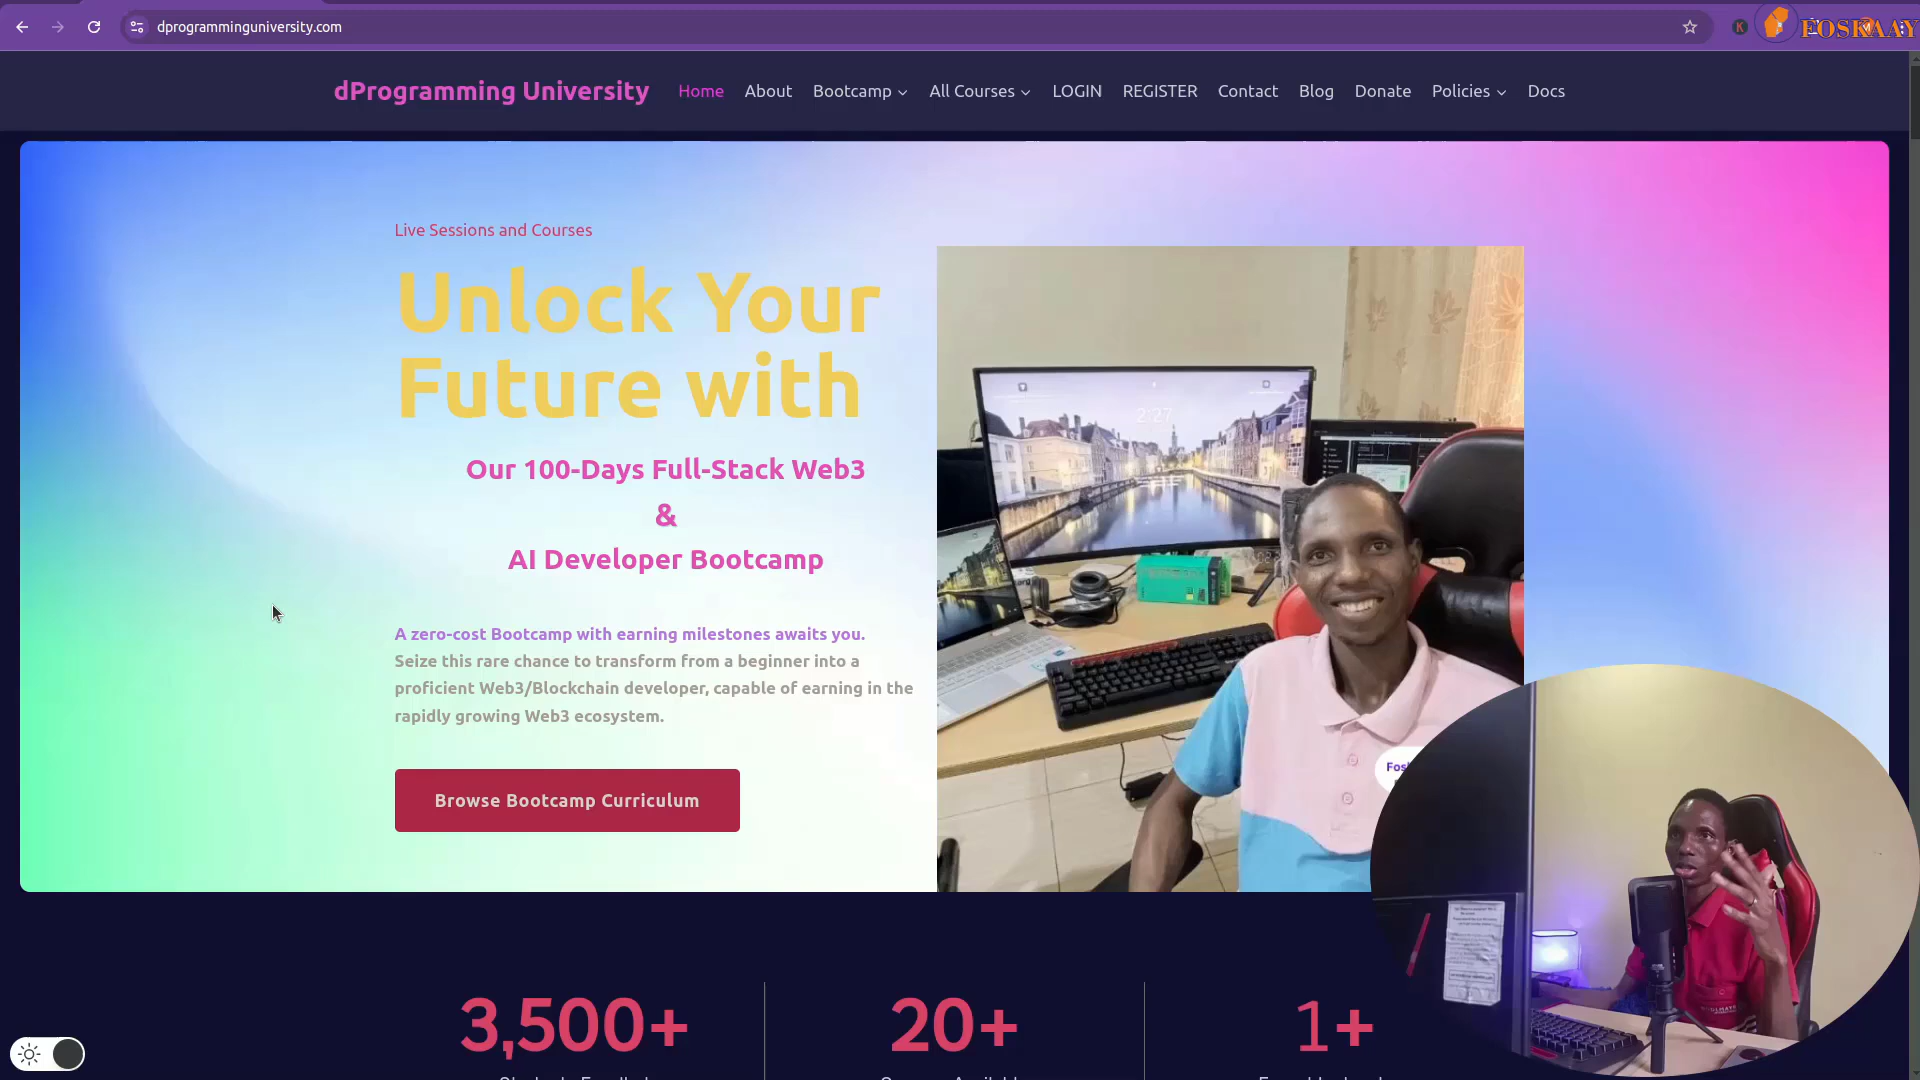 dprogramminguniversity.com
K
FOSKAAY
dProgramming University
Home
About
Bootcamp
All Courses
LOGIN
REGISTER
Contact
Blog
Donate
Policies
Docs
Live Sessions and Courses
Unlock Your
Future with
Our 100-Days Full-Stack Web3
&
AI Developer Bootcamp
2:27
A zero-cost Bootcamp with earning milestones awaits you.
Seize this rare chance to transform from a beginner into a
proficient Web3/Blockchain developer, capable of earning in the
rapidly growing Web3 ecosystem.
Browse Bootcamp Curriculum
3,500+
20+
1+